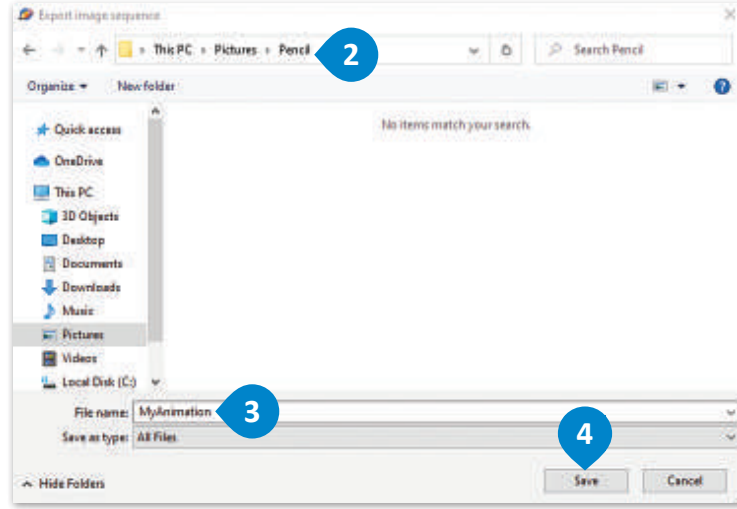 Export image sequence
This PC › Pictures › Pencil
2
Search Pencil
Organize
New folder
No items match your search.
Quick access
OneDrive
This PC
3D Objects
Desktop
Documents
Downloads
Music
Pictures
Videos
Local Disk (C:)
File name: MyAnimation
3
Save as type: All Files
4
Hide Folders
Save
Cancel